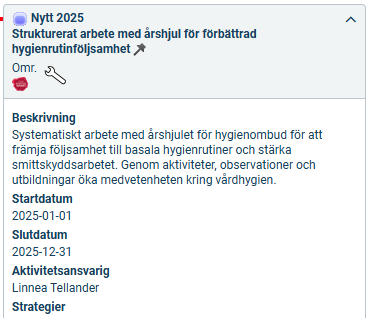 Nytt 2025
Strukturerat arbete med årshjul för förbättrad
hygienrutinföljsamhet
Omr.
Beskrivning
Systematiskt arbete med årshjulet för hygienombud för att
främja följsamhet till basala hygienrutiner och stärka
smittskyddsarbetet. Genom aktiviteter, observationer och
utbildningar öka medvetenheten kring vårdhygien.
Startdatum
2025-01-01
Slutdatum
2025-12-31
Aktivitetsansvarig
Linnea Tellander
Strategier